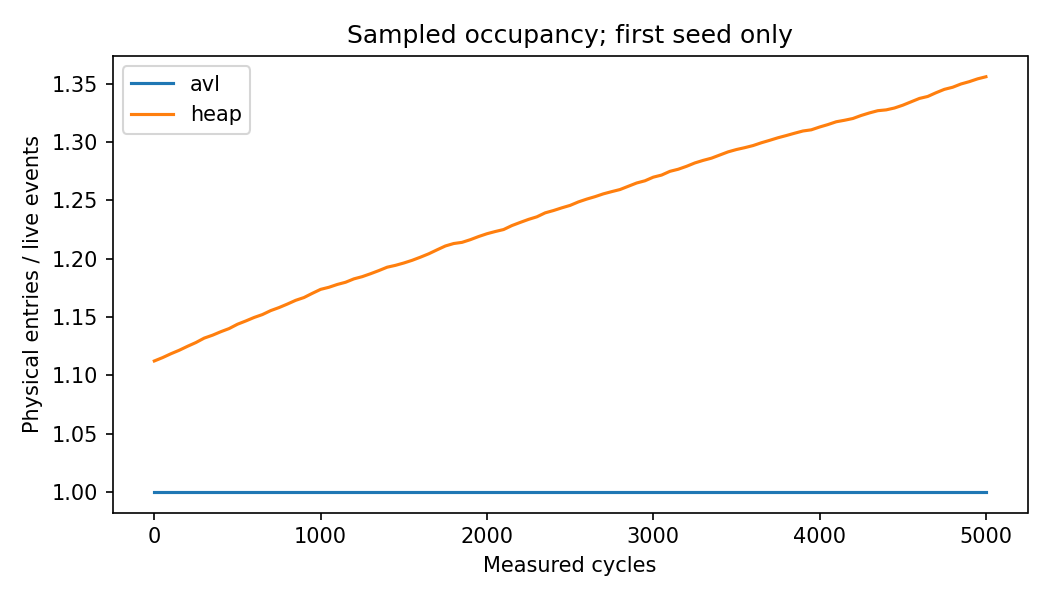 Sampled occupancy; first seed only
avl
heap
Physical entries / live events
1.35
1.30
1.25
1.20
1.15
1.10
1.05
1.00
0 1000 2000 3000 4000 5000
Measured cycles